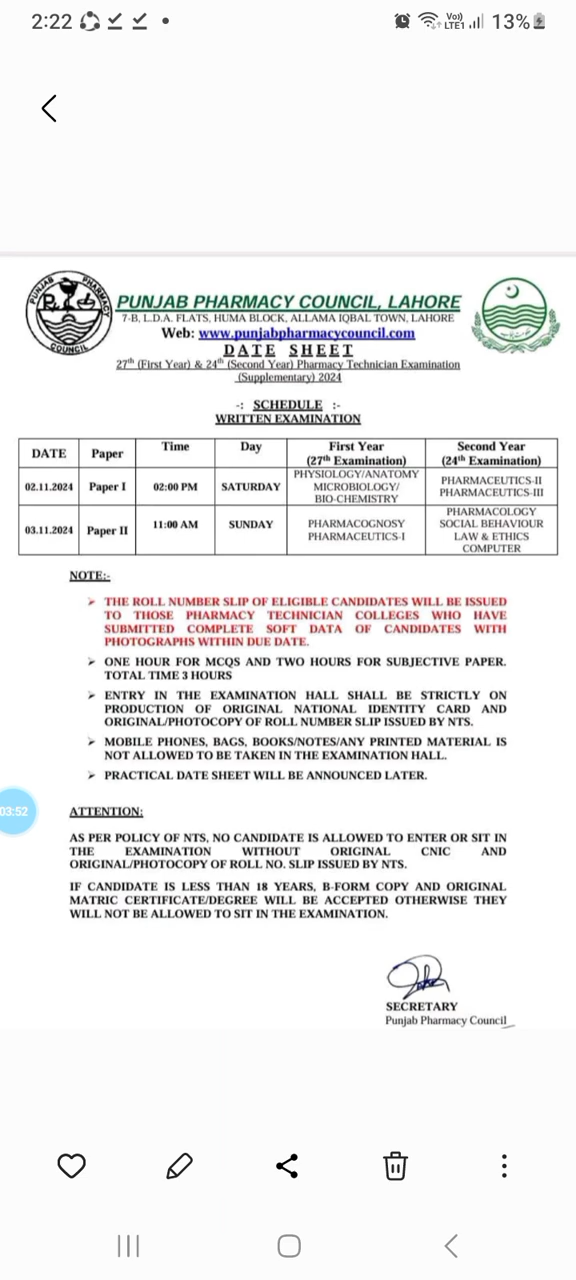 2:22
Vo)) LTE1
13%
PUNJAB PHARMACY COUNCIL
PUNJAB PHARMACY COUNCIL, LAHORE
7-B, L.D.A. FLATS, HUMA BLOCK, ALLAMA IQBAL TOWN, LAHORE
Web: www.punjabpharmacycouncil.com
DATE SHEET
27th (First Year) & 24th (Second Year) Pharmacy Technician Examination
(Supplementary) 2024
-: SCHEDULE :-
WRITTEN EXAMINATION
DATE Paper Time Day First Year (27th Examination) Second Year (24th Examination)
02.11.2024 Paper I 02:00 PM SATURDAY PHYSIOLOGY/ANATOMY MICROBIOLOGY/ BIO-CHEMISTRY PHARMACEUTICS-II PHARMACEUTICS-III
03.11.2024 Paper II 11:00 AM SUNDAY PHARMACOGNOSY PHARMACEUTICS-I PHARMACOLOGY SOCIAL BEHAVIOUR LAW & ETHICS COMPUTER
NOTE:-
➢ THE ROLL NUMBER SLIP OF ELIGIBLE CANDIDATES WILL BE ISSUED
TO THOSE PHARMACY TECHNICIAN COLLEGES WHO HAVE
SUBMITTED COMPLETE SOFT DATA OF CANDIDATES WITH
PHOTOGRAPHS WITHIN DUE DATE.
➢ ONE HOUR FOR MCQS AND TWO HOURS FOR SUBJECTIVE PAPER.
TOTAL TIME 3 HOURS
➢ ENTRY IN THE EXAMINATION HALL SHALL BE STRICTLY ON
PRODUCTION OF ORIGINAL NATIONAL IDENTITY CARD AND
ORIGINAL/PHOTOCOPY OF ROLL NUMBER SLIP ISSUED BY NTS.
➢ MOBILE PHONES, BAGS, BOOKS/NOTES/ANY PRINTED MATERIAL IS
NOT ALLOWED TO BE TAKEN IN THE EXAMINATION HALL.
➢ PRACTICAL DATE SHEET WILL BE ANNOUNCED LATER.
03:52
ATTENTION:
AS PER POLICY OF NTS, NO CANDIDATE IS ALLOWED TO ENTER OR SIT IN
THE EXAMINATION WITHOUT ORIGINAL CNIC AND
ORIGINAL/PHOTOCOPY OF ROLL NO. SLIP ISSUED BY NTS.
IF CANDIDATE IS LESS THAN 18 YEARS, B-FORM COPY AND ORIGINAL
MATRIC CERTIFICATE/DEGREE WILL BE ACCEPTED OTHERWISE THEY
WILL NOT BE ALLOWED TO SIT IN THE EXAMINATION.
SECRETARY
Punjab Pharmacy Council